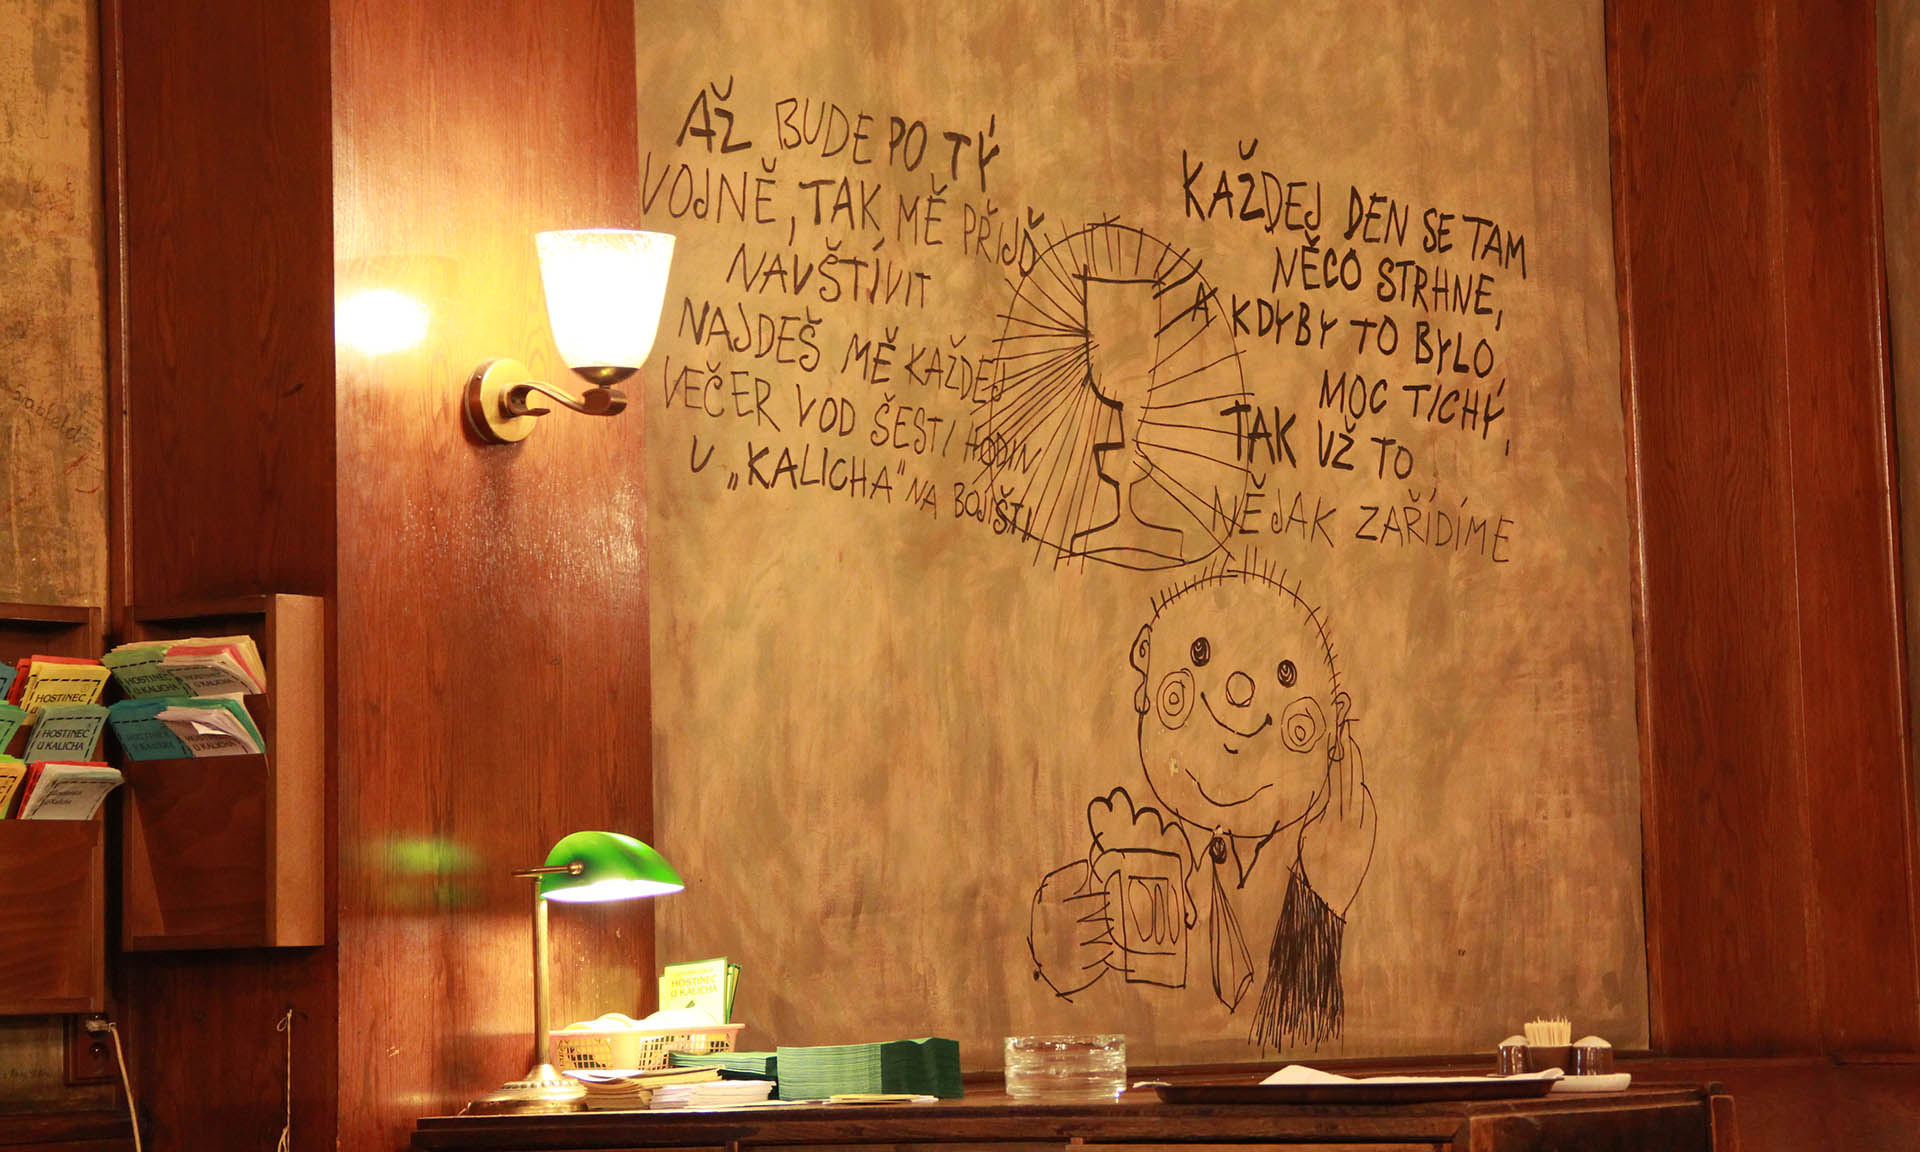 AŽ BUDE PO TÝ
VOJNĚ, TAK MĚ PŘIJĎ
NAVŠTÍVIT
NAJDEŠ MĚ KAŽDEJ
VEČER VOD ŠESTI HODIN
U „KALICHA“ NA BOJIŠTI
KAŽDEJ DEN SE TAM
NĚCO STRHNE,
A KDYBY TO BYLO
MOC TICHÝ,
TAK UŽ TO
NĚJAK ZAŘÍDÍME
HOSTINEC
U KALICHA
HOSTINEC
U KALICHA
HOSTINEC
U KALICHA
HOSTINEC
U KALICHA
HOSTINEC
U KALICHA